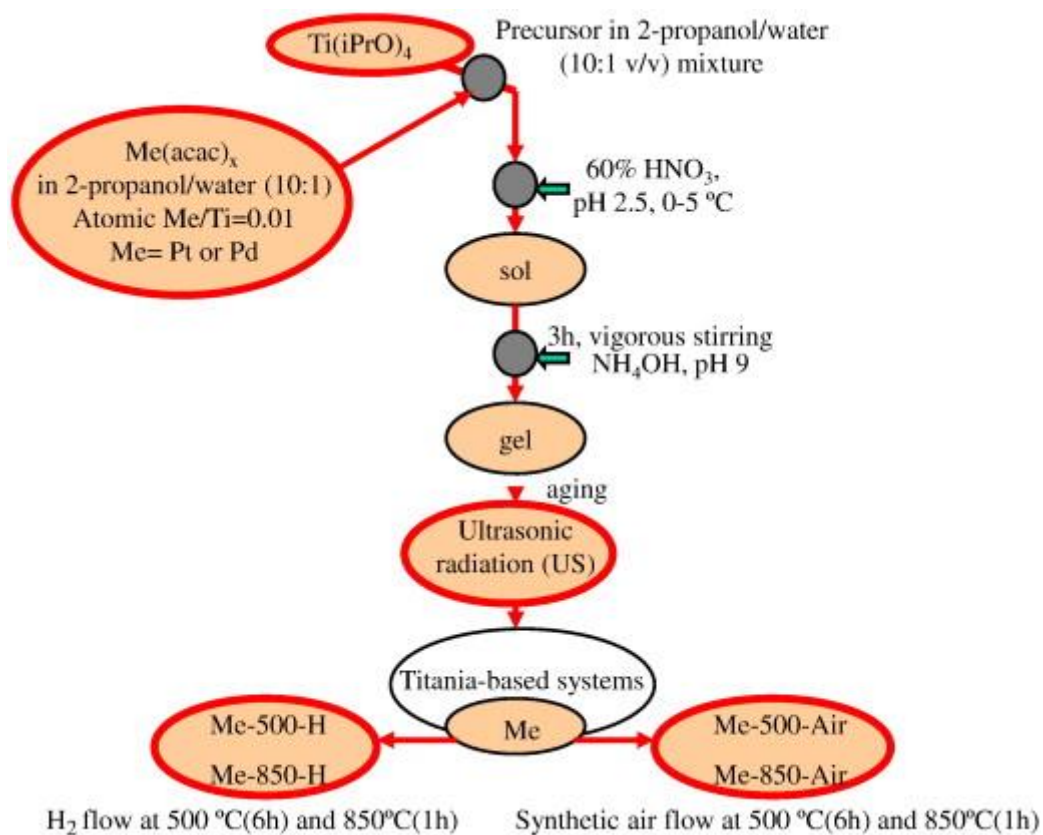 Ti(iPrO)₄
Precursor in 2-propanol/water
(10:1 v/v) mixture
Me(acac)ₓ
in 2-propanol/water (10:1)
Atomic Me/Ti=0.01
Me= Pt or Pd
60% HNO₃,
pH 2.5, 0-5 ºC
sol
3h, vigorous stirring
NH₄OH, pH 9
gel
aging
Ultrasonic
radiation (US)
Titania-based systems
Me
Me-500-H
Me-850-H
Me-500-Air
Me-850-Air
H₂ flow at 500 ºC(6h) and 850ºC(1h)
Synthetic air flow at 500 ºC(6h) and 850ºC(1h)